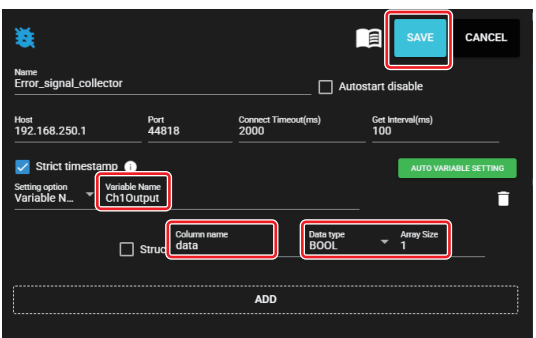 SAVE
CANCEL
Name
Error_signal_collector
Autostart disable
Host
192.168.250.1
Port
44818
Connect Timeout(ms)
2000
Get Interval(ms)
100
Strict timestamp
AUTO VARIABLE SETTING
Setting option
Variable N...
Variable Name
Ch1Output
Struc
Column name
data
Data type
BOOL
Array Size
1
ADD